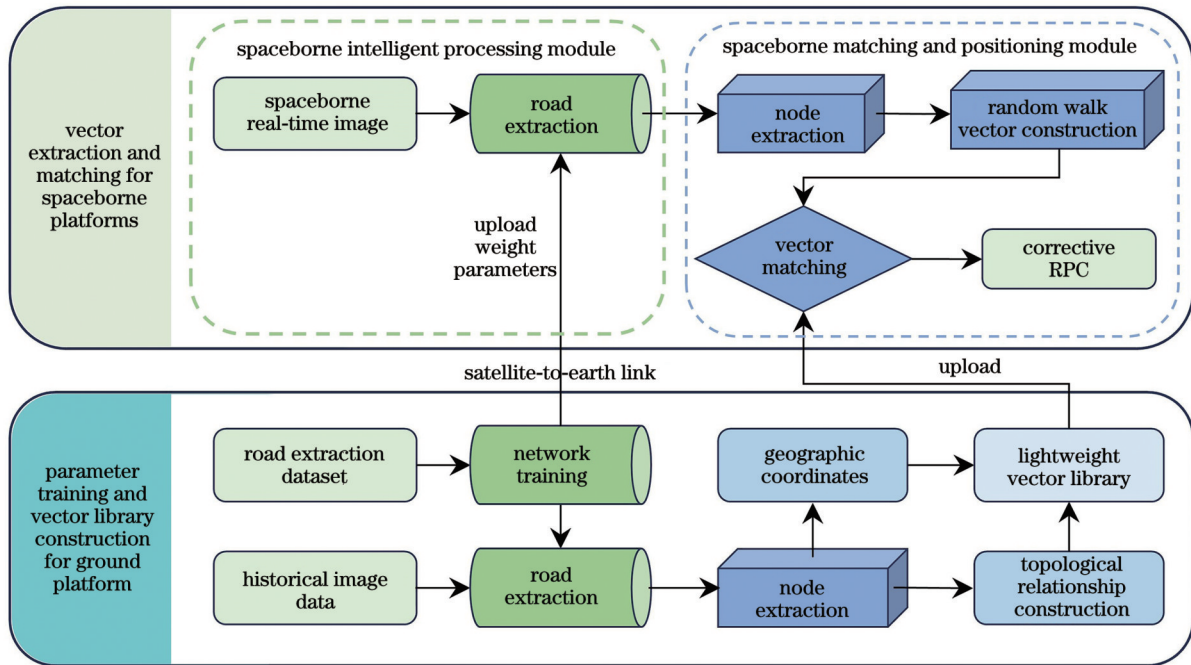 spaceborne intelligent processing module
spaceborne matching and positioning module
vector
extraction and
matching for
spaceborne
platforms
spaceborne
real-time image
road
extraction
node
extraction
random walk
vector construction
upload
weight
parameters
vector
matching
corrective
RPC
satellite-to-earth link
upload
parameter
training and
vector library
construction
for ground
platform
road extraction
dataset
network
training
geographic
coordinates
lightweight
vector library
historical image
data
road
extraction
node
extraction
topological
relationship
construction